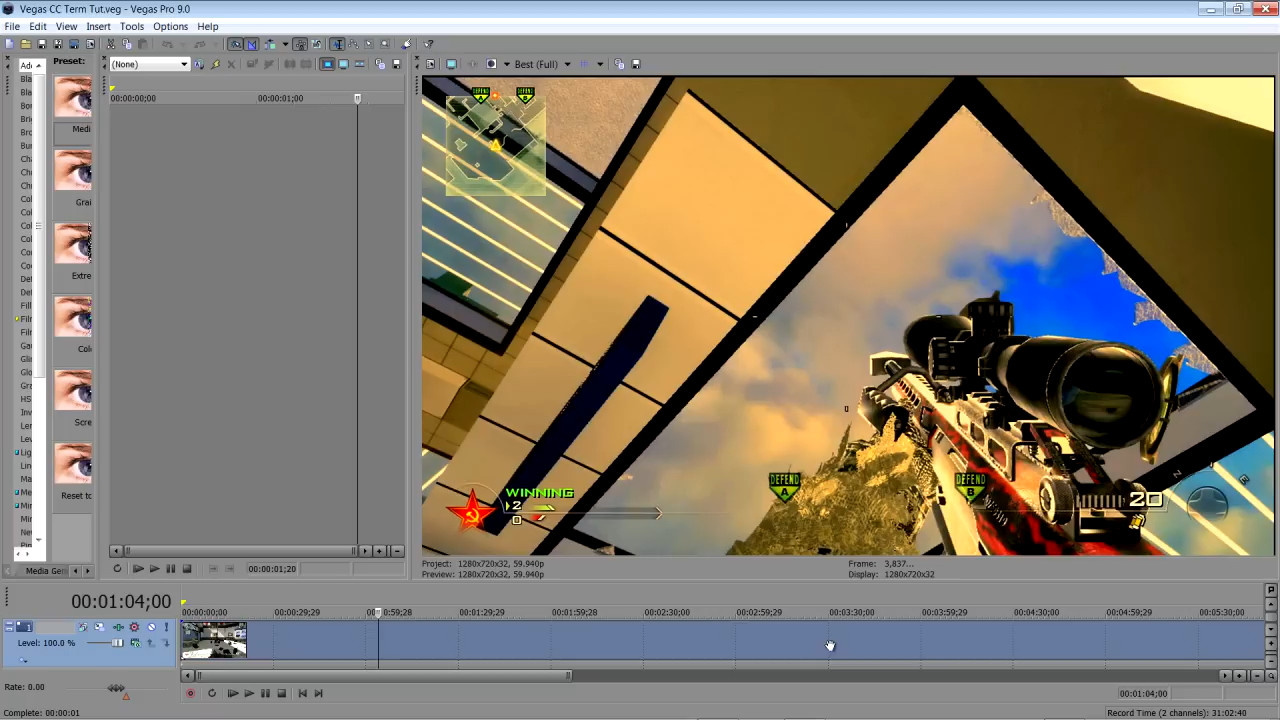 Vegas CC Term Tut.veg - Vegas Pro 9.0
File Edit View Insert Tools Options Help
Preset:
(None)
Best (Full)
00:00:00;00 00:00:01;00
Medi
Grai
Extre
Colo
Scre
Reset to
Media Ge
00:00:01;20
DEFEND A
DEFEND B
WINNING
2
0
DEFEND A
DEFEND B
20
Project: 1280x720x32, 59.940p
Preview: 1280x720x32, 59.940p
Frame: 3,837...
Display: 1280x720x32
00:01:04;00
00:00:00;00 00:00:29;29 00:00:59;28 00:01:29;29 00:01:59;28 00:02:30;00 00:02:59;29 00:03:30;00 00:03:59;29 00:04:30;00 00:04:59;29 00:05:30;00
1
Level: 100.0 %
Rate: 0.00
00:01:04;00
Complete: 00:00:01
Record Time (2 channels): 31:02:40